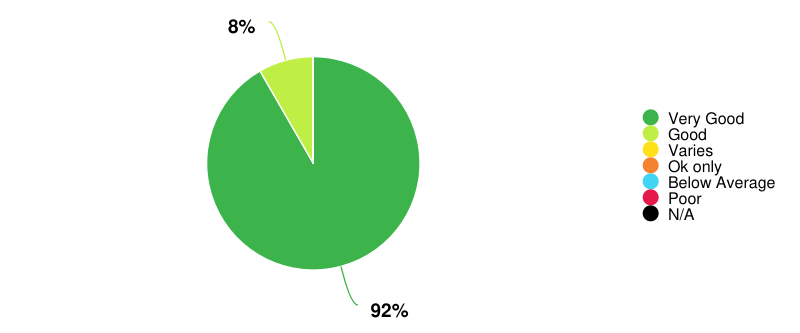 8%
92%
Very Good
Good
Varies
Ok only
Below Average
Poor
N/A